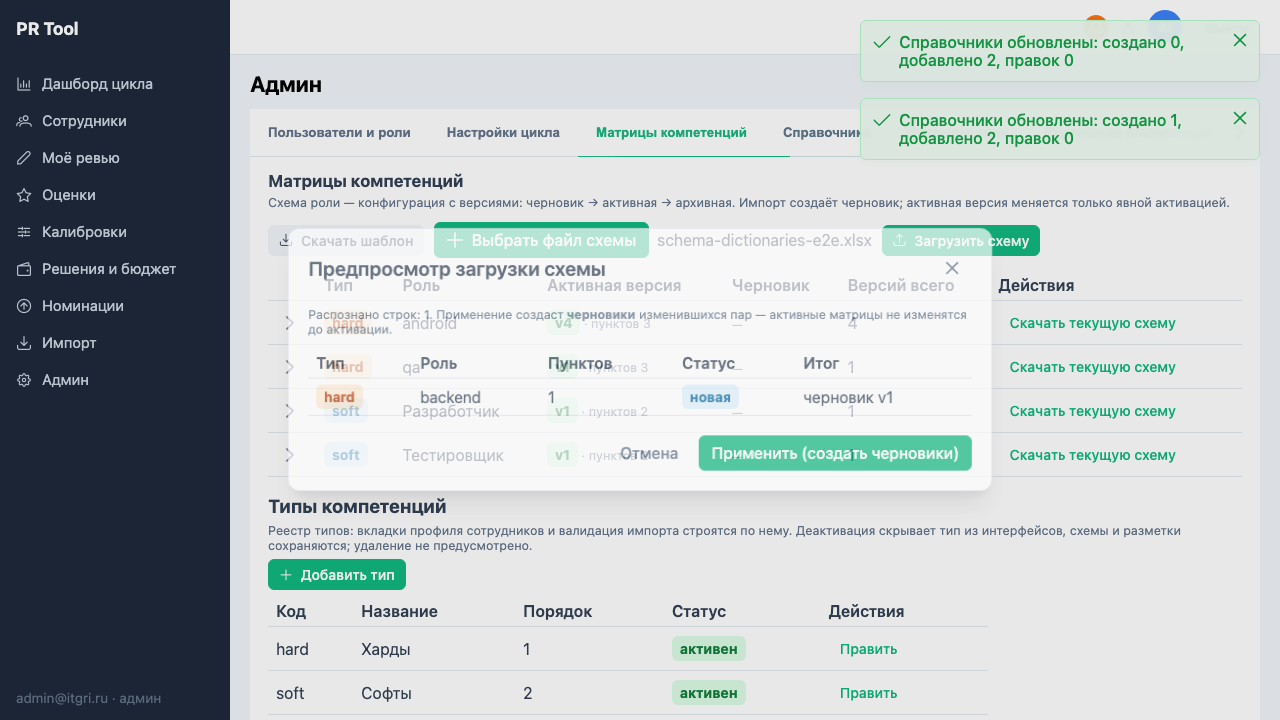 PR Tool
Дашборд цикла
Сотрудники
Моё ревью
Оценки
Калибровки
Решения и бюджет
Номинации
Импорт
Админ
admin@itgri.ru · админ
Справочники обновлены: создано 0,
добавлено 2, правок 0
Справочники обновлены: создано 1,
добавлено 2, правок 0
Админ
Пользователи и роли
Настройки цикла
Матрицы компетенций
Матрицы компетенций
Схема роли — конфигурация с версиями: черновик → активная → архивная. Импорт создаёт черновик; активная версия меняется только явной активацией.
Скачать шаблон
Выбрать файл схемы
schema-dictionaries-e2e.xlsx
Загрузить схему
Тип Роль Активная версия Черновик Версий всего Действия
hard android v4 · пунктов 3 — 4 Скачать текущую схему
hard qa · пунктов 3 — 1 Скачать текущую схему
soft Разработчик v1 · пунктов 2 — 1 Скачать текущую схему
soft Тестировщик v1 · пунктов — 1 Скачать текущую схему
Предпросмотр загрузки схемы
Распознано строк: 1. Применение создаст черновики изменившихся пар — активные матрицы не изменятся
до активации.
Тип Роль Пунктов Статус Итог
hard backend 1 новая черновик v1
Отмена
Применить (создать черновики)
Типы компетенций
Реестр типов: вкладки профиля сотрудников и валидация импорта строятся по нему. Деактивация скрывает тип из интерфейсов, схемы и разметки
сохраняются; удаление не предусмотрено.
Добавить тип
Код Название Порядок Статус Действия
hard Харды 1 активен Править
soft Софты 2 активен Править